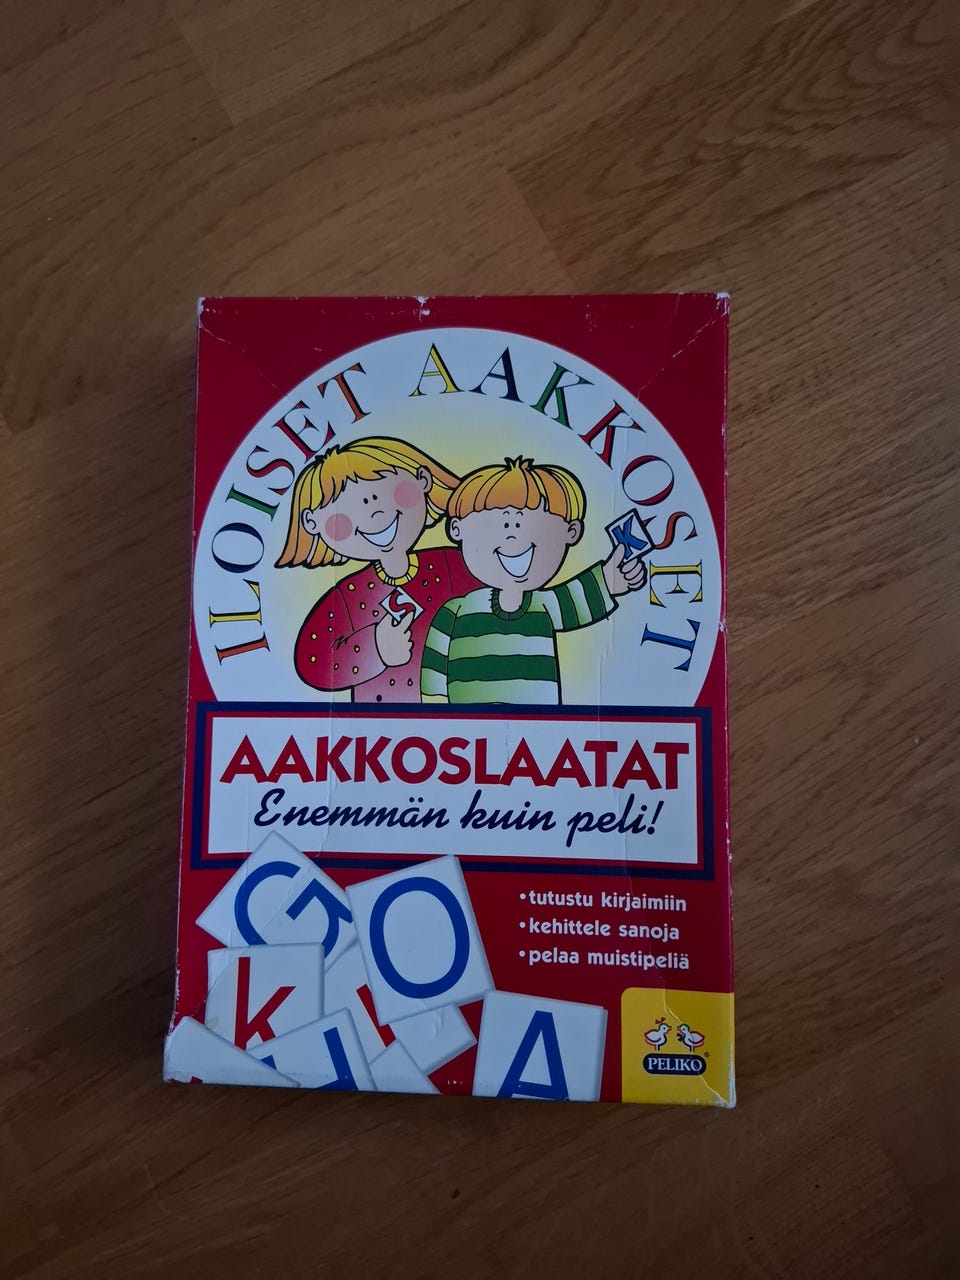 ILOISET AAKKOSET
S
K
AAKKOSLAATAT
Enemmän kuin peli!
G
O
•tutustu kirjaimiin
•kehittele sanoja
•pelaa muistipeliä
k
A
PELIKO®